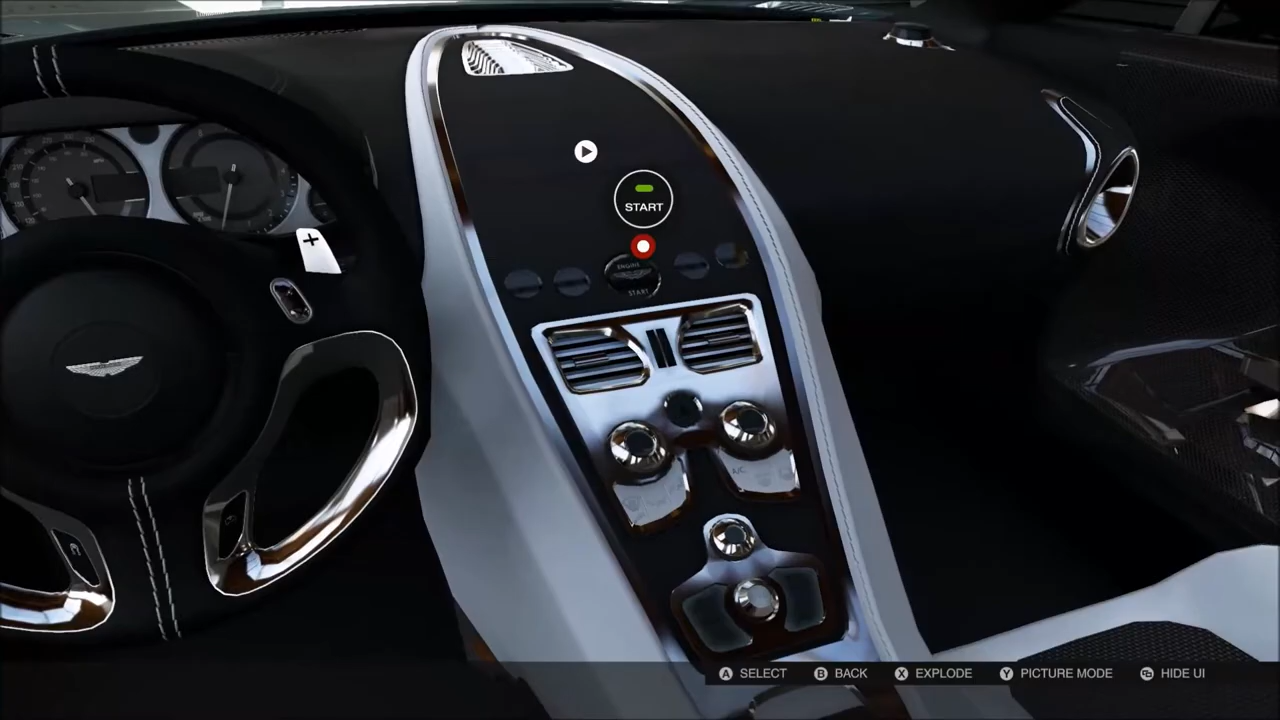 +
START
ENGINE
START
A/C
A SELECT
B BACK
X EXPLODE
Y PICTURE MODE
HIDE UI